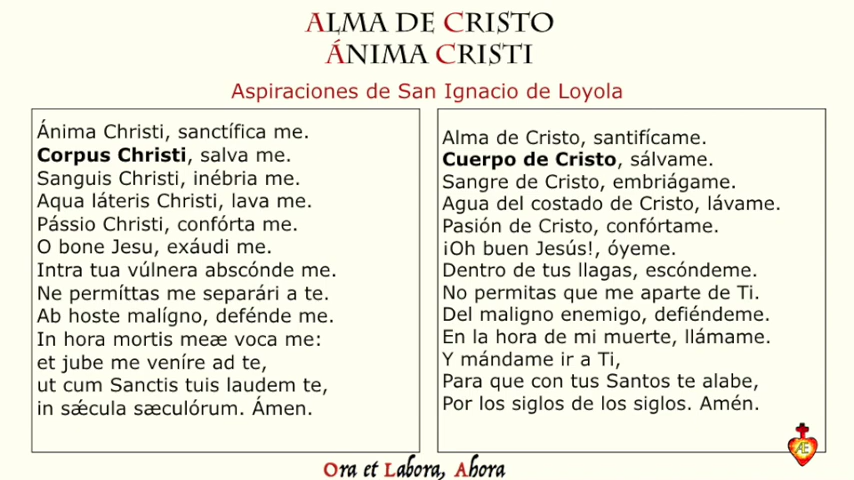 ALMA DE CRISTO
ÁNIMA CRISTI
Aspiraciones de San Ignacio de Loyola
Ánima Christi, sanctífica me.
Corpus Christi, salva me.
Sanguis Christi, inébria me.
Aqua láteris Christi, lava me.
Pássio Christi, confórta me.
O bone Jesu, exáudi me.
Intra tua vúlnera abscónde me.
Ne permíttas me separári a te.
Ab hoste malígno, defénde me.
In hora mortis meæ voca me:
et jube me veníre ad te,
ut cum Sanctis tuis laudem te,
in sǽcula sæculórum. Ámen.
Alma de Cristo, santifícame.
Cuerpo de Cristo, sálvame.
Sangre de Cristo, embriágame.
Agua del costado de Cristo, lávame.
Pasión de Cristo, confórtame.
¡Oh buen Jesús!, óyeme.
Dentro de tus llagas, escóndeme.
No permitas que me aparte de Ti.
Del maligno enemigo, defiéndeme.
En la hora de mi muerte, llámame.
Y mándame ir a Ti,
Para que con tus Santos te alabe,
Por los siglos de los siglos. Amén.
Æ
Ora et Labora, Ahora